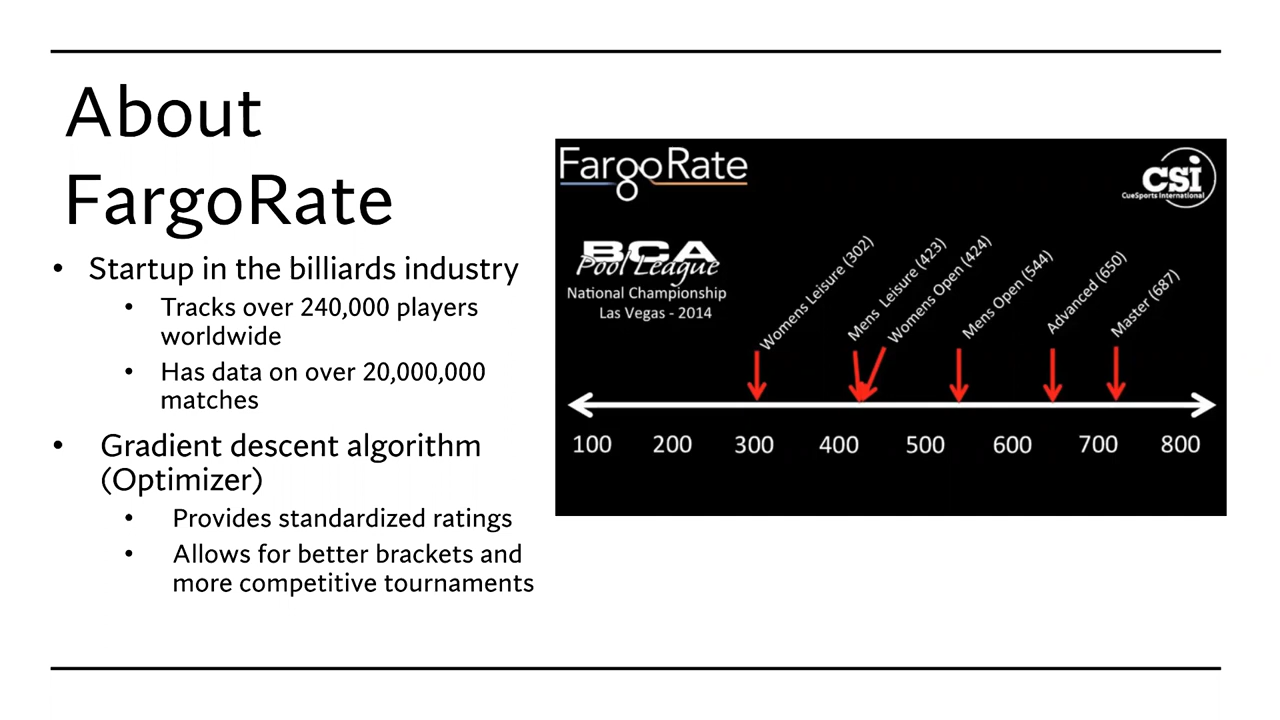 About
FargoRate
• Startup in the billiards industry
• Tracks over 240,000 players
worldwide
• Has data on over 20,000,000
matches
• Gradient descent algorithm
(Optimizer)
• Provides standardized ratings
• Allows for better brackets and
more competitive tournaments
FargoRate
CSI
CueSports International
BCA
Pool League
National Championship
Las Vegas - 2014
Womens Leisure (302)
Mens Leisure (423)
Womens Open (424)
Mens Open (544)
Advanced (650)
Master (687)
100 200 300 400 500 600 700 800